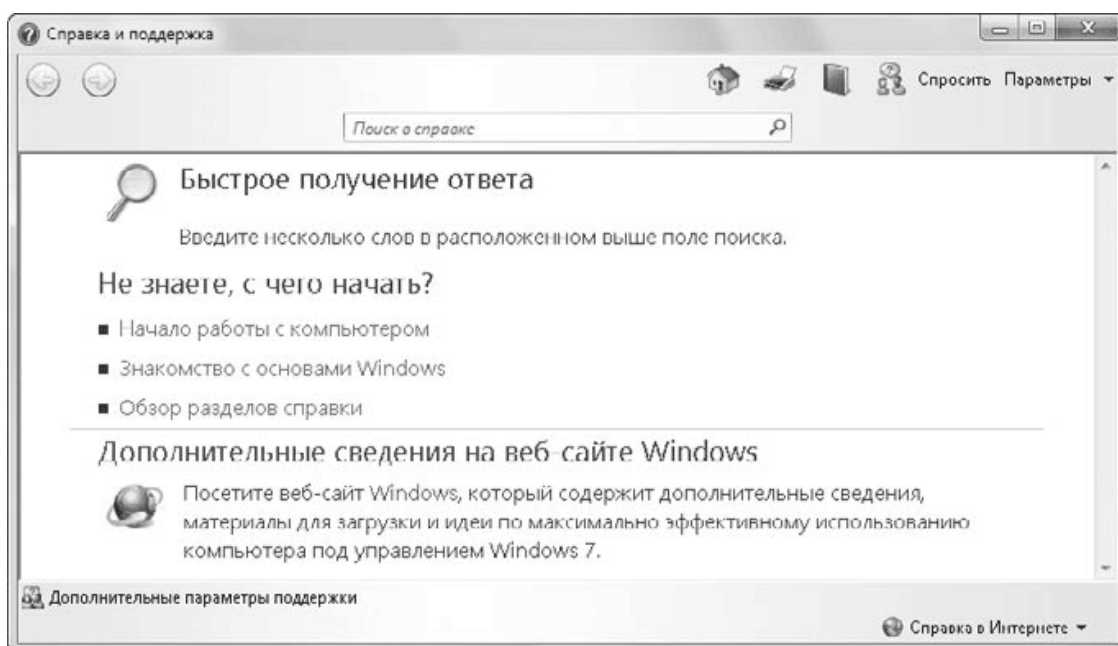 Справка и поддержка
Спросить Параметры
Поиск в справке
Быстрое получение ответа
Введите несколько слов в расположенном выше поле поиска.
Не знаете, с чего начать?
Начало работы с компьютером
Знакомство с основами Windows
Обзор разделов справки
Дополнительные сведения на веб-сайте Windows
Посетите веб-сайт Windows, который содержит дополнительные сведения,
материалы для загрузки и идеи по максимально эффективному использованию
компьютера под управлением Windows 7.
Дополнительные параметры поддержки
Справка в Интернете